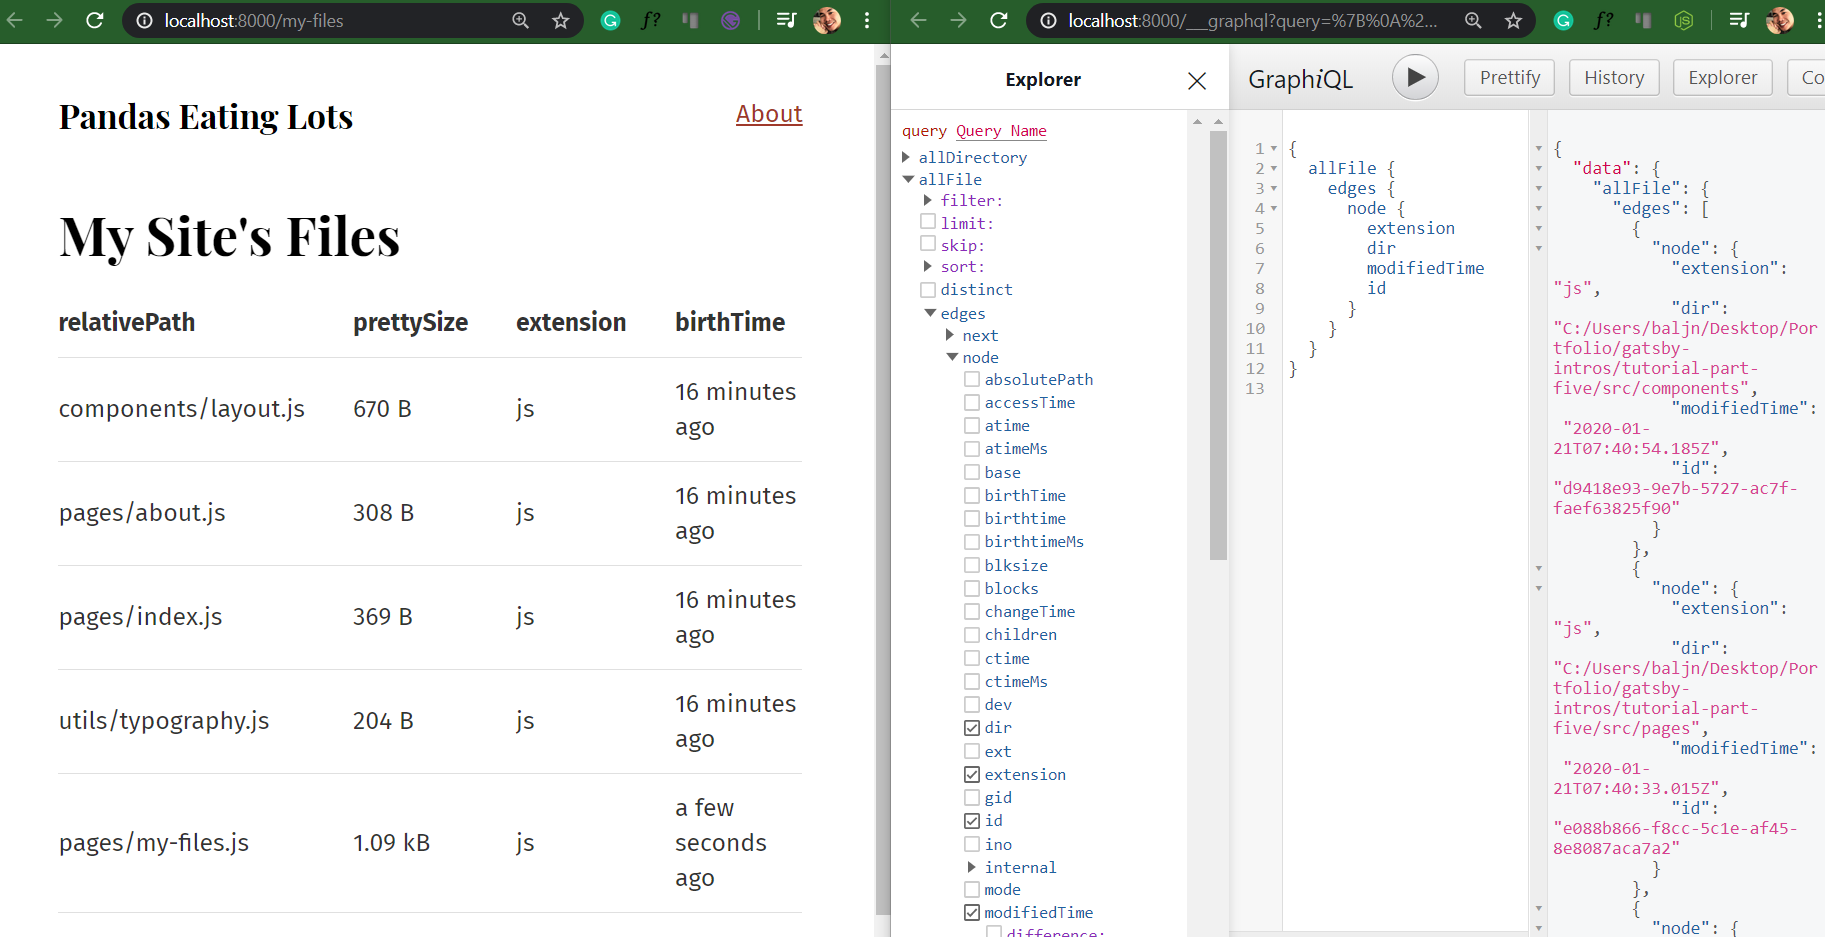 localhost:8000/my-files
Pandas Eating Lots
About
My Site's Files
relativePath prettySize extension birthTime
components/layout.js 670 B js 16 minutes
ago
pages/about.js 308 B js 16 minutes
ago
pages/index.js 369 B js 16 minutes
ago
utils/typography.js 204 B js 16 minutes
ago
pages/my-files.js 1.09 kB js a few
seconds
ago
localhost:8000/___graphql?query=%7B%0A%2...
Explorer
GraphiQL
Prettify
History
Explorer
Co
query Query Name
allDirectory
allFile
filter:
limit:
skip:
sort:
distinct
edges
next
node
absolutePath
accessTime
atime
atimeMs
base
birthTime
birthtime
birthtimeMs
blksize
blocks
changeTime
children
ctime
ctimeMs
dev
dir
ext
extension
gid
id
ino
internal
mode
modifiedTime
difference:
1 {
2 allFile {
3 edges {
4 node {
5 extension
6 dir
7 modifiedTime
8 id
9 }
10 }
11 }
12 }
13
{
"data": {
"allFile": {
"edges": [
{
"node": {
"extension":
"js",
"dir":
"C:/Users/baljn/Desktop/Por
tfolio/gatsby-
intros/tutorial-part-
five/src/components",
"modifiedTime":
"2020-01-
21T07:40:54.185Z",
"id":
"d9418e93-9e7b-5727-ac7f-
faef63825f90"
}
},
{
"node": {
"extension":
"js",
"dir":
"C:/Users/baljn/Desktop/Por
tfolio/gatsby-
intros/tutorial-part-
five/src/pages",
"modifiedTime":
"2020-01-
21T07:40:33.015Z",
"id":
"e088b866-f8cc-5c1e-af45-
8e8087aca7a2"
}
},
{
"node": {